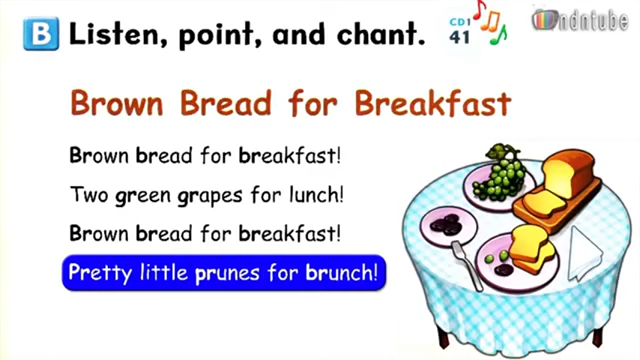 B Listen, point, and chant.
CD1
41
ndntube
Brown Bread for Breakfast
Brown bread for breakfast!
Two green grapes for lunch!
Brown bread for breakfast!
Pretty little prunes for brunch!